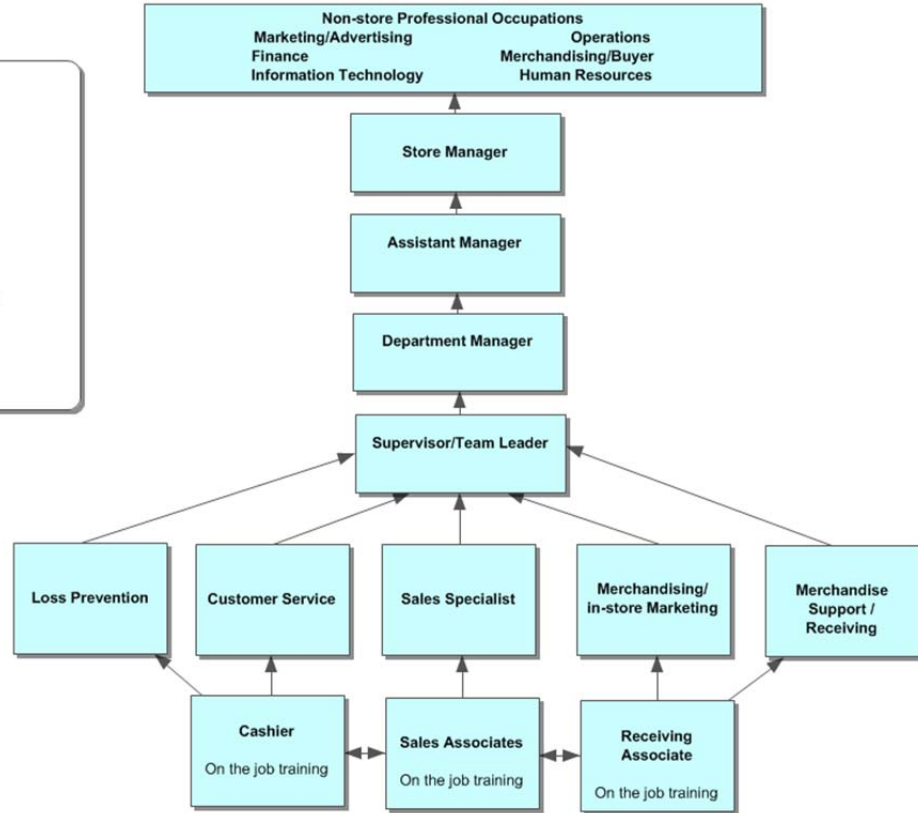 Non-store Professional Occupations
Marketing/Advertising Operations
Finance Merchandising/Buyer
Information Technology Human Resources
Store Manager
Assistant Manager
Department Manager
Supervisor/Team Leader
Loss Prevention
Customer Service
Sales Specialist
Merchandising/
in-store Marketing
Merchandise
Support /
Receiving
Cashier
On the job training
Sales Associates
On the job training
Receiving
Associate
On the job training